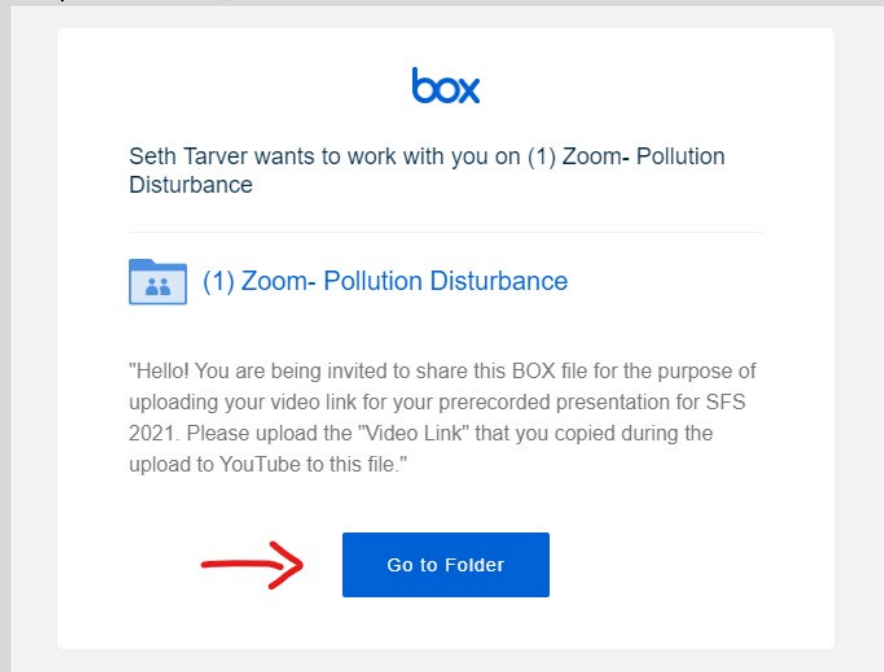 box
Seth Tarver wants to work with you on (1) Zoom- Pollution
Disturbance
(1) Zoom- Pollution Disturbance
"Hello! You are being invited to share this BOX file for the purpose of
uploading your video link for your prerecorded presentation for SFS
2021. Please upload the "Video Link" that you copied during the
upload to YouTube to this file."
Go to Folder